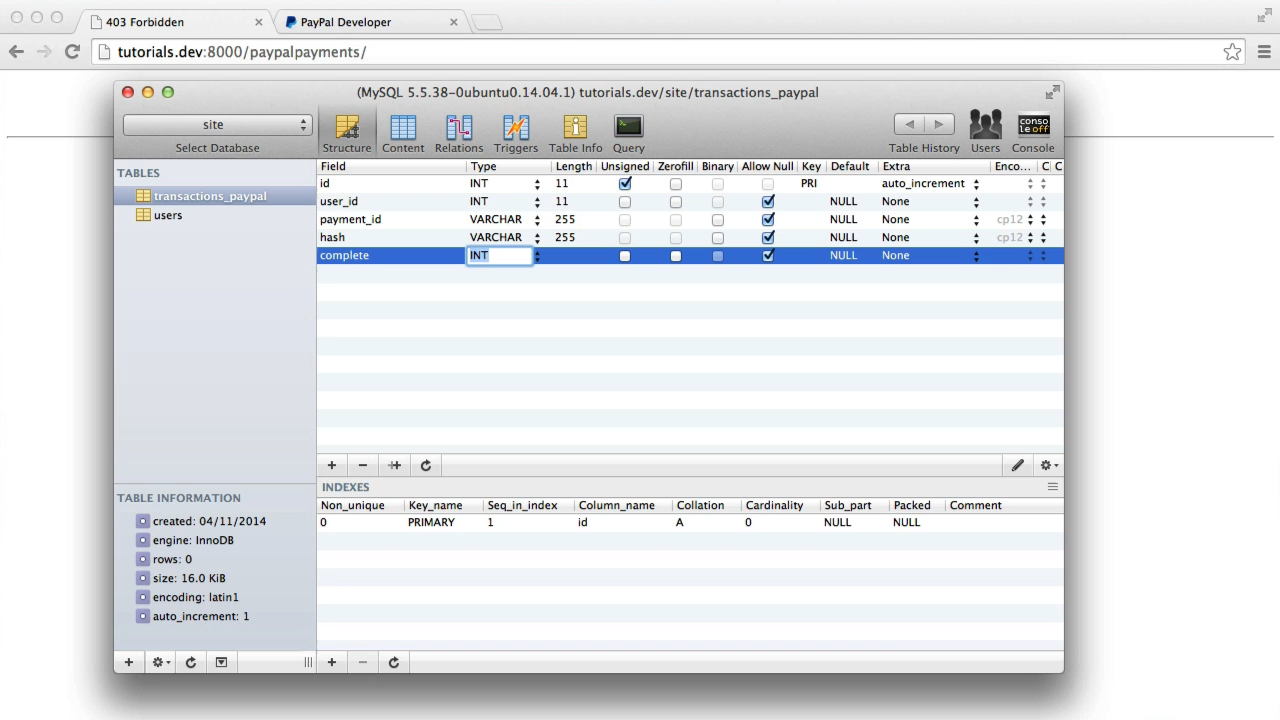 403 Forbidden × PayPal Developer ×
tutorials.dev:8000/paypalpayments/
(MySQL 5.5.38-0ubuntu0.14.04.1) tutorials.dev/site/transactions_paypal
site
Select Database Structure Content Relations Triggers Table Info Query Table History Users Console
conso
le off
TABLES
transactions_paypal
users
Field Type Length Unsigned Zerofill Binary Allow Null Key Default Extra Enco... C C
id INT 11 PRI auto_increment
user_id INT 11 NULL None
payment_id VARCHAR 255 NULL None cp12
hash VARCHAR 255 NULL None cp12
complete INT NULL None
INDEXES
Non_unique Key_name Seq_in_index Column_name Collation Cardinality Sub_part Packed Comment
0 PRIMARY 1 id A 0 NULL NULL
TABLE INFORMATION
created: 04/11/2014
engine: InnoDB
rows: 0
size: 16.0 KiB
encoding: latin1
auto_increment: 1